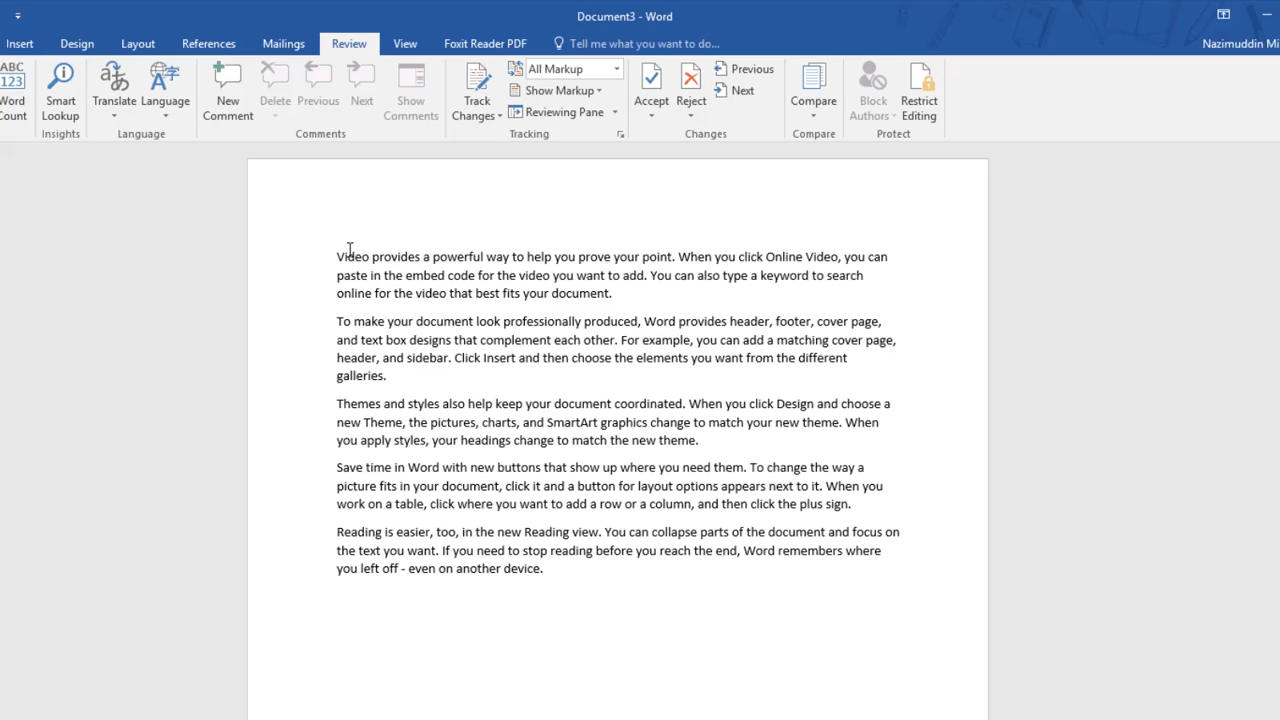 Document3 - Word
Insert Design Layout References Mailings Review View Foxit Reader PDF Tell me what you want to do... Nazimuddin Mi
ABC
123
Word Count
Smart Lookup
Insights
Translate Language
Language
New Comment
Delete Previous Next
Show Comments
Comments
Track Changes
All Markup
Show Markup
Reviewing Pane
Tracking
Accept Reject
Previous
Next
Changes
Compare
Compare
Block Authors
Restrict Editing
Protect
Video provides a powerful way to help you prove your point. When you click Online Video, you can
paste in the embed code for the video you want to add. You can also type a keyword to search
online for the video that best fits your document.
To make your document look professionally produced, Word provides header, footer, cover page,
and text box designs that complement each other. For example, you can add a matching cover page,
header, and sidebar. Click Insert and then choose the elements you want from the different
galleries.
Themes and styles also help keep your document coordinated. When you click Design and choose a
new Theme, the pictures, charts, and SmartArt graphics change to match your new theme. When
you apply styles, your headings change to match the new theme.
Save time in Word with new buttons that show up where you need them. To change the way a
picture fits in your document, click it and a button for layout options appears next to it. When you
work on a table, click where you want to add a row or a column, and then click the plus sign.
Reading is easier, too, in the new Reading view. You can collapse parts of the document and focus on
the text you want. If you need to stop reading before you reach the end, Word remembers where
you left off - even on another device.